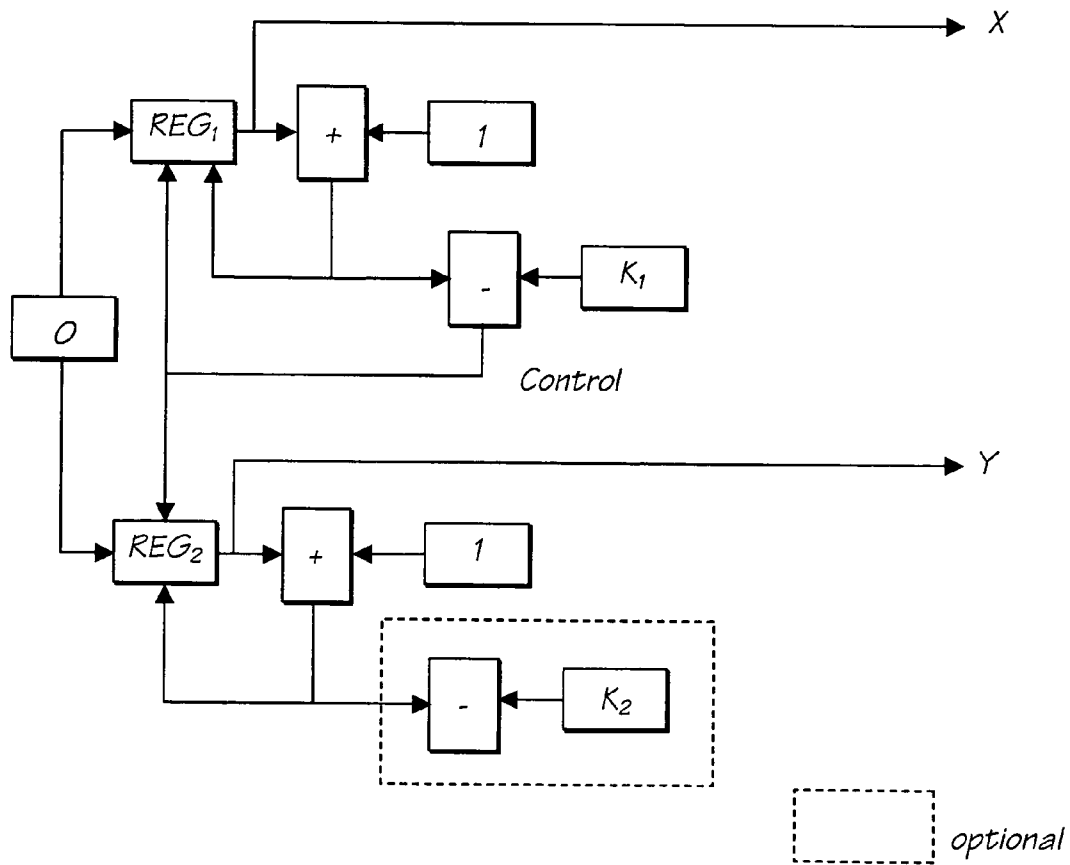 X
REG₁
+
1
K₁
-
0
Control
Y
REG₂
+
1
-
K₂
optional